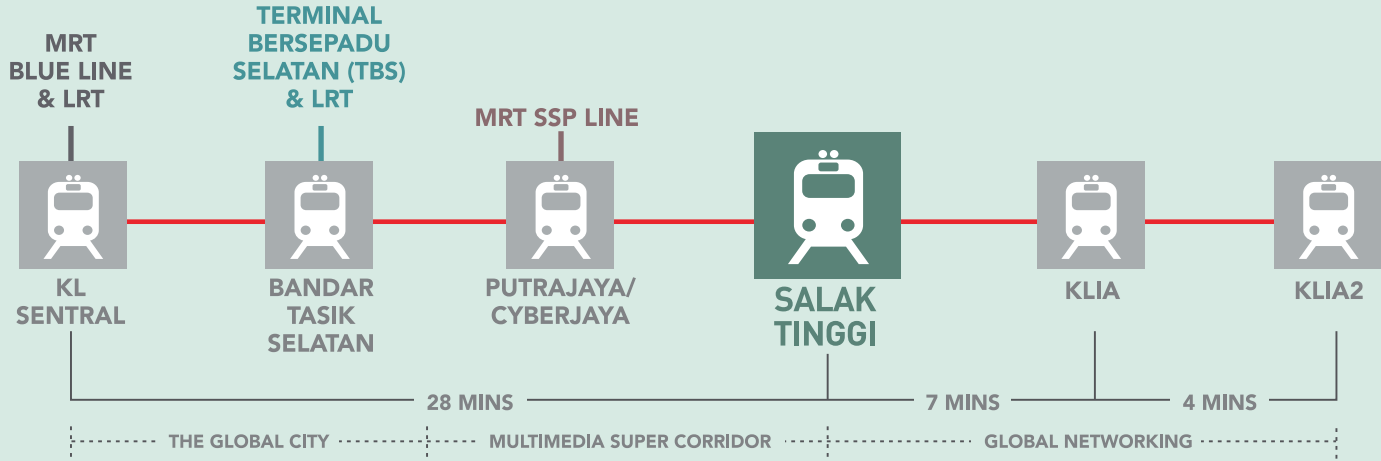 MRT
BLUE LINE
& LRT
TERMINAL
BERSEPADU
SELATAN (TBS)
& LRT
MRT SSP LINE
KL
SENTRAL
BANDAR
TASIK
SELATAN
PUTRAJAYA/
CYBERJAYA
SALAK
TINGGI
KLIA
KLIA2
28 MINS
7 MINS
4 MINS
THE GLOBAL CITY
MULTIMEDIA SUPER CORRIDOR
GLOBAL NETWORKING